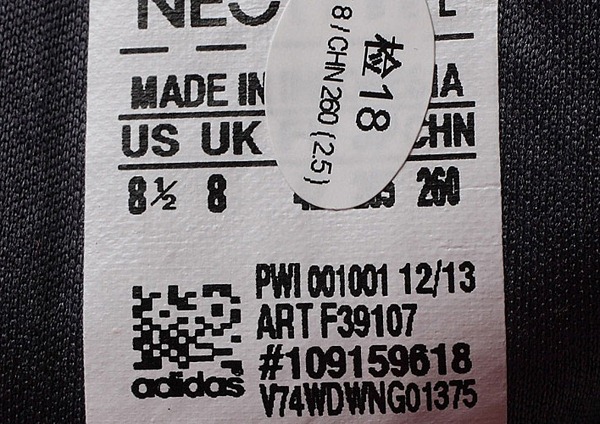 NEO L
MADE IN
US UK CHN
8½ 8 260
检18
8/CHN 260 (2.5)
PWI 001001 12/13
ART F39107
#109159618
adidas
V74WDWNG01375